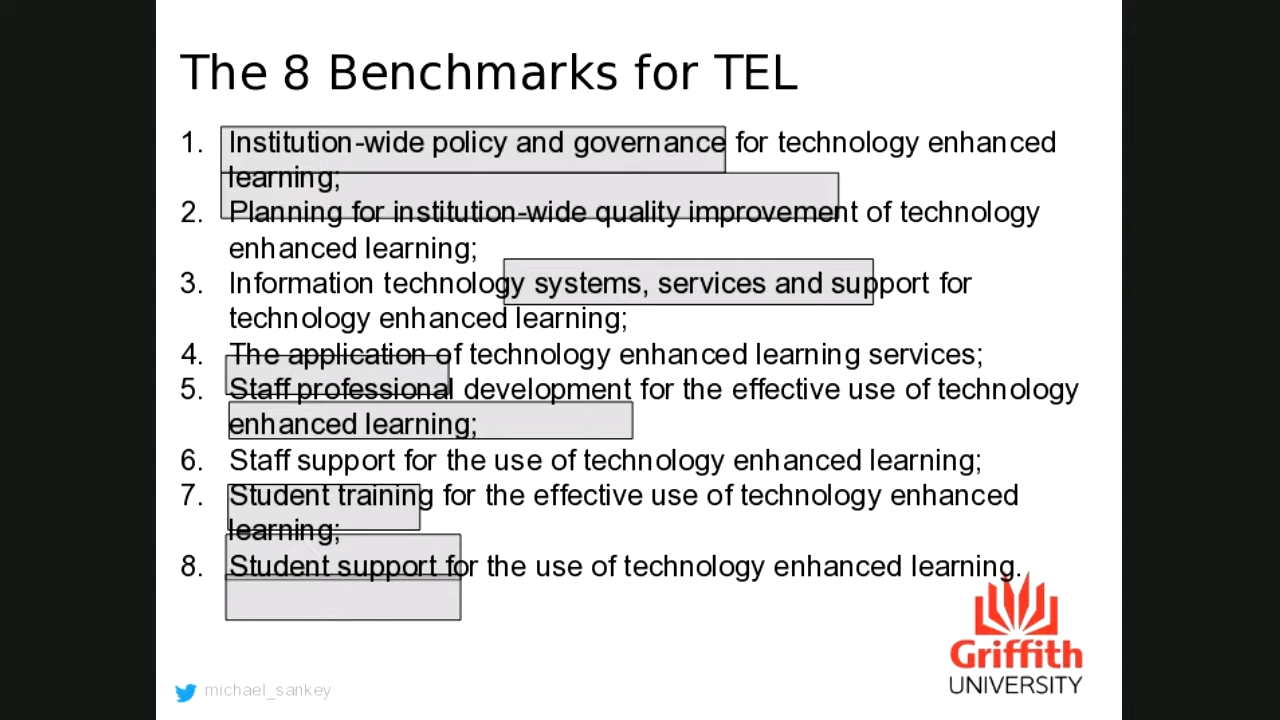 The 8 Benchmarks for TEL
1. Institution-wide policy and governance for technology enhanced
learning;
2. Planning for institution-wide quality improvement of technology
enhanced learning;
3. Information technology systems, services and support for
technology enhanced learning;
4. The application of technology enhanced learning services;
5. Staff professional development for the effective use of technology
enhanced learning;
6. Staff support for the use of technology enhanced learning;
7. Student training for the effective use of technology enhanced
learning;
8. Student support for the use of technology enhanced learning.
Griffith
UNIVERSITY
michael_sankey